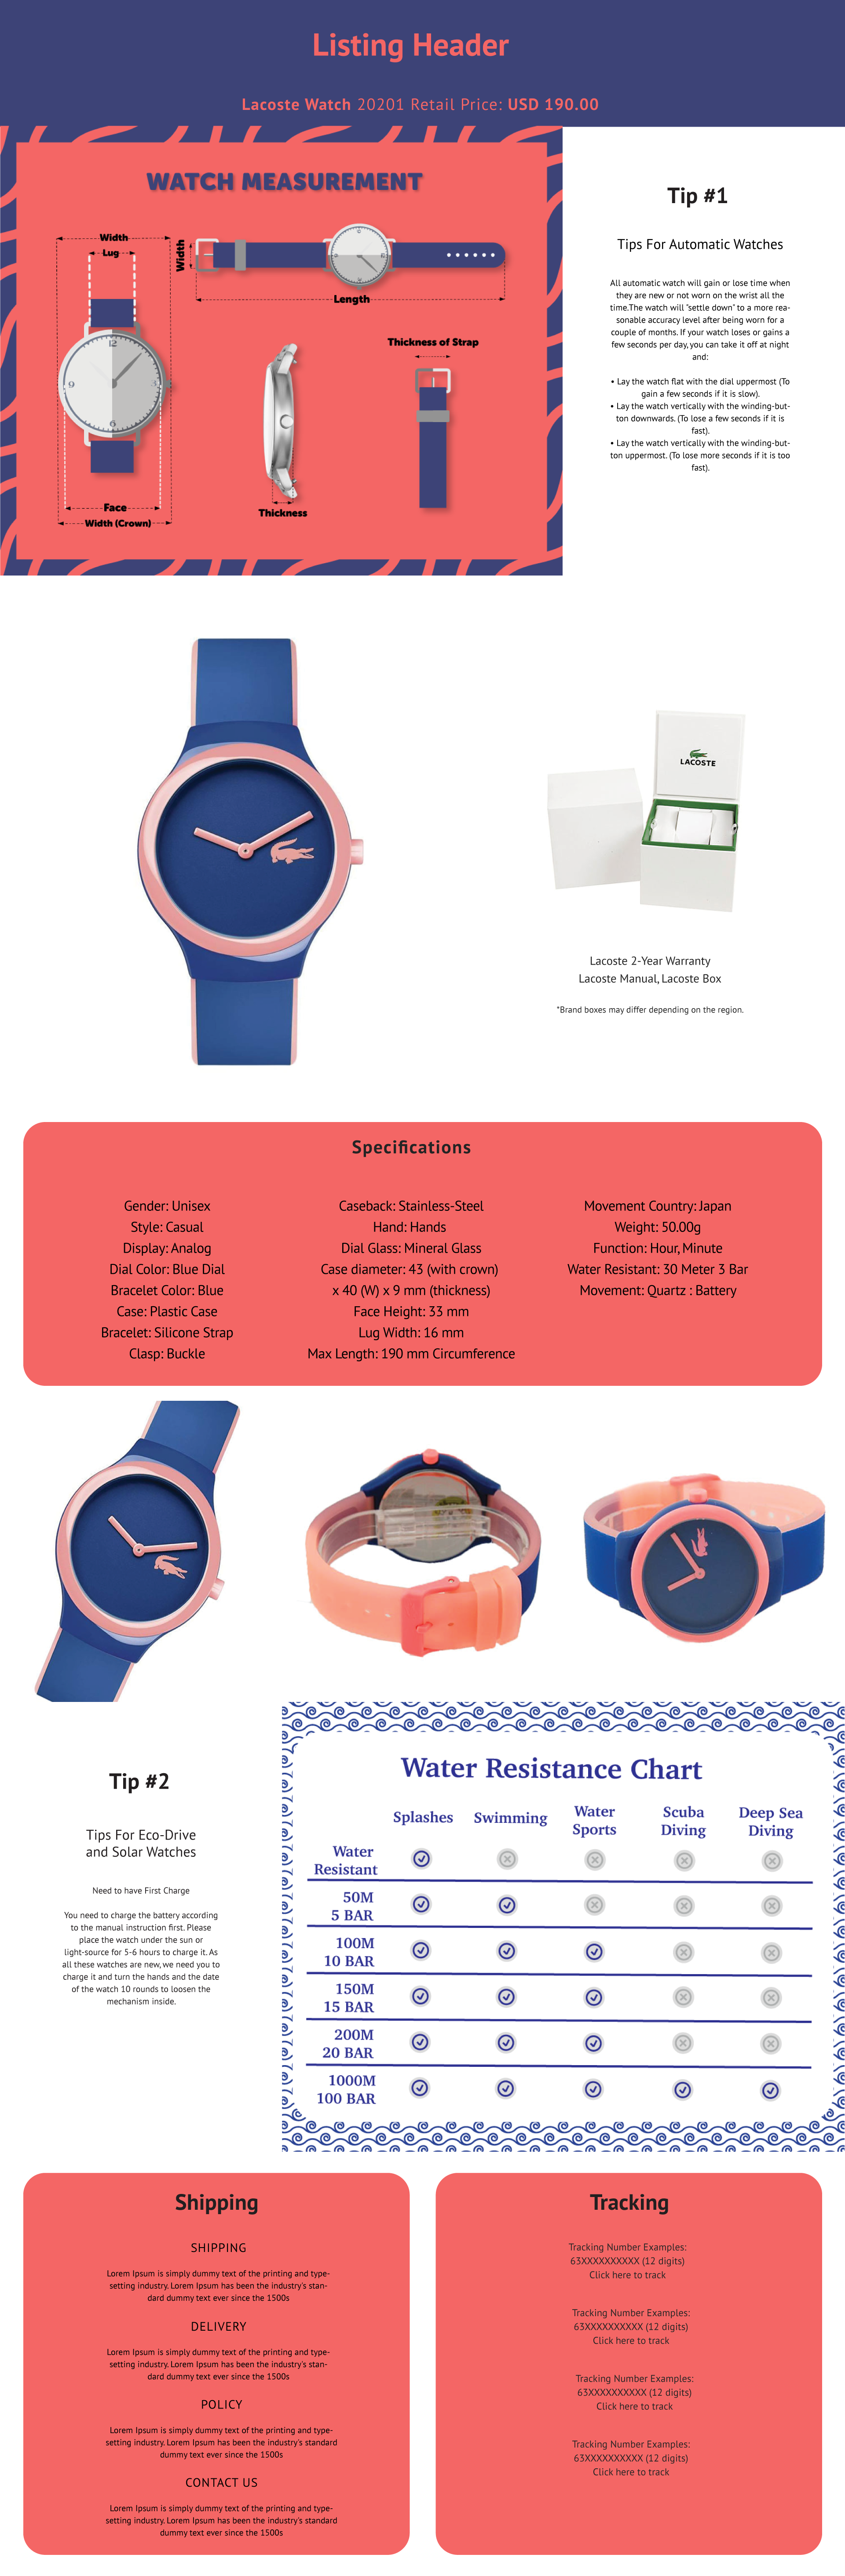 Listing Header
Lacoste Watch 20201 Retail Price: USD 190.00
WATCH MEASUREMENT
Width
Lug
Width
Length
Thickness of Strap
12
9
6
Face
Width (Crown)
Thickness
Tip #1
Tips For Automatic Watches
All automatic watch will gain or lose time when
they are new or not worn on the wrist all the
time.The watch will "settle down" to a more rea-
sonable accuracy level after being worn for a
couple of months. If your watch loses or gains a
few seconds per day, you can take it off at night
and:
• Lay the watch flat with the dial uppermost (To
gain a few seconds if it is slow).
• Lay the watch vertically with the winding-but-
ton downwards. (To lose a few seconds if it is
fast).
• Lay the watch vertically with the winding-but-
ton uppermost. (To lose more seconds if it is too
fast).
LACOSTE
Lacoste 2-Year Warranty
Lacoste Manual, Lacoste Box
*Brand boxes may differ depending on the region.
Specifications
Gender: Unisex
Style: Casual
Display: Analog
Dial Color: Blue Dial
Bracelet Color: Blue
Case: Plastic Case
Bracelet: Silicone Strap
Clasp: Buckle
Caseback: Stainless-Steel
Hand: Hands
Dial Glass: Mineral Glass
Case diameter: 43 (with crown)
x 40 (W) x 9 mm (thickness)
Face Height: 33 mm
Lug Width: 16 mm
Max Length: 190 mm Circumference
Movement Country: Japan
Weight: 50.00g
Function: Hour, Minute
Water Resistant: 30 Meter 3 Bar
Movement: Quartz : Battery
Tip #2
Tips For Eco-Drive
and Solar Watches
Need to have First Charge
You need to charge the battery according
to the manual instruction first. Please
place the watch under the sun or
light-source for 5-6 hours to charge it. As
all these watches are new, we need you to
charge it and turn the hands and the date
of the watch 10 rounds to loosen the
mechanism inside.
Water Resistance Chart
Splashes Swimming Water Sports Scuba Diving Deep Sea Diving
Water
Resistant
50M
5 BAR
100M
10 BAR
150M
15 BAR
200M
20 BAR
1000M
100 BAR
Shipping
SHIPPING
Lorem Ipsum is simply dummy text of the printing and type-
setting industry. Lorem Ipsum has been the industry's stan-
dard dummy text ever since the 1500s
DELIVERY
Lorem Ipsum is simply dummy text of the printing and type-
setting industry. Lorem Ipsum has been the industry's stan-
dard dummy text ever since the 1500s
POLICY
Lorem Ipsum is simply dummy text of the printing and type-
setting industry. Lorem Ipsum has been the industry's standard
dummy text ever since the 1500s
CONTACT US
Lorem Ipsum is simply dummy text of the printing and type-
setting industry. Lorem Ipsum has been the industry's standard
dummy text ever since the 1500s
Tracking
Tracking Number Examples:
63XXXXXXXXXX (12 digits)
Click here to track
Tracking Number Examples:
63XXXXXXXXXX (12 digits)
Click here to track
Tracking Number Examples:
63XXXXXXXXXX (12 digits)
Click here to track
Tracking Number Examples:
63XXXXXXXXXX (12 digits)
Click here to track